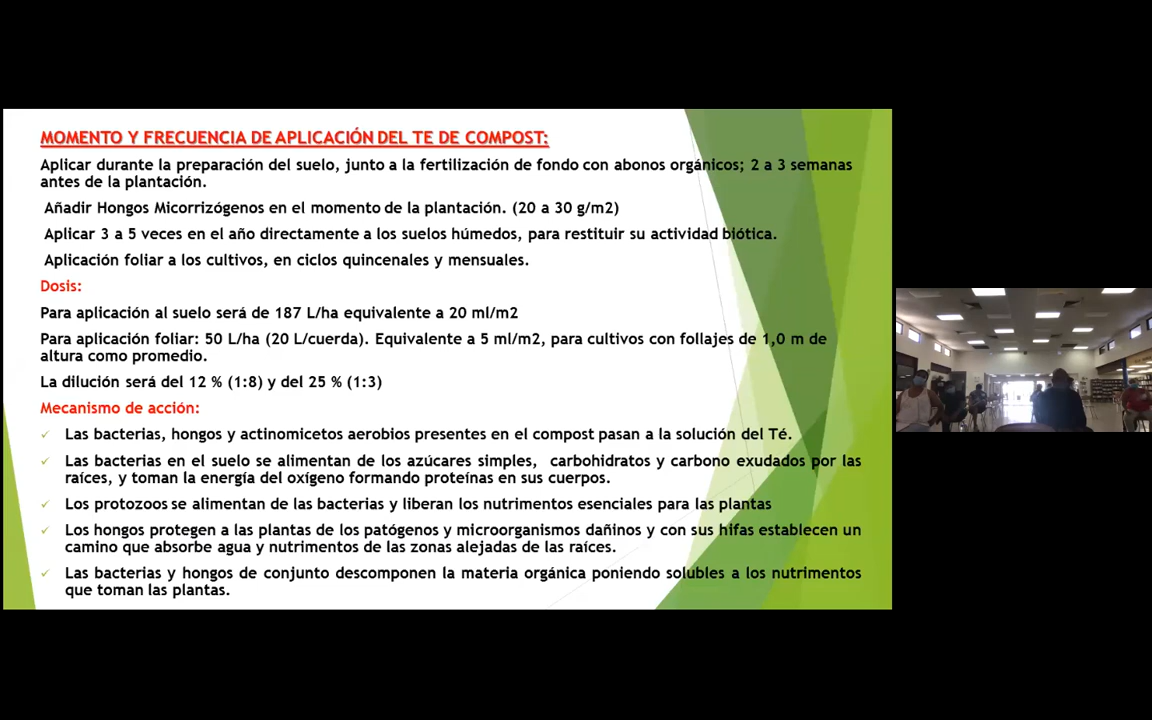 MOMENTO Y FRECUENCIA DE APLICACIÓN DEL TE DE COMPOST:
Aplicar durante la preparación del suelo, junto a la fertilización de fondo con abonos orgánicos; 2 a 3 semanas
antes de la plantación.
Añadir Hongos Micorrizógenos en el momento de la plantación. (20 a 30 g/m2)
Aplicar 3 a 5 veces en el año directamente a los suelos húmedos, para restituir su actividad biótica.
Aplicación foliar a los cultivos, en ciclos quincenales y mensuales.
Dosis:
Para aplicación al suelo será de 187 L/ha equivalente a 20 ml/m2
Para aplicación foliar: 50 L/ha (20 L/cuerda). Equivalente a 5 ml/m2, para cultivos con follajes de 1,0 m de
altura como promedio.
La dilución será del 12 % (1:8) y del 25 % (1:3)
Mecanismo de acción:
✓ Las bacterias, hongos y actinomicetos aerobios presentes en el compost pasan a la solución del Té.
✓ Las bacterias en el suelo se alimentan de los azúcares simples, carbohidratos y carbono exudados por las
raíces, y toman la energía del oxígeno formando proteínas en sus cuerpos.
✓ Los protozoos se alimentan de las bacterias y liberan los nutrimentos esenciales para las plantas
✓ Los hongos protegen a las plantas de los patógenos y microorganismos dañinos y con sus hifas establecen un
camino que absorbe agua y nutrimentos de las zonas alejadas de las raíces.
✓ Las bacterias y hongos de conjunto descomponen la materia orgánica poniendo solubles a los nutrimentos
que toman las plantas.